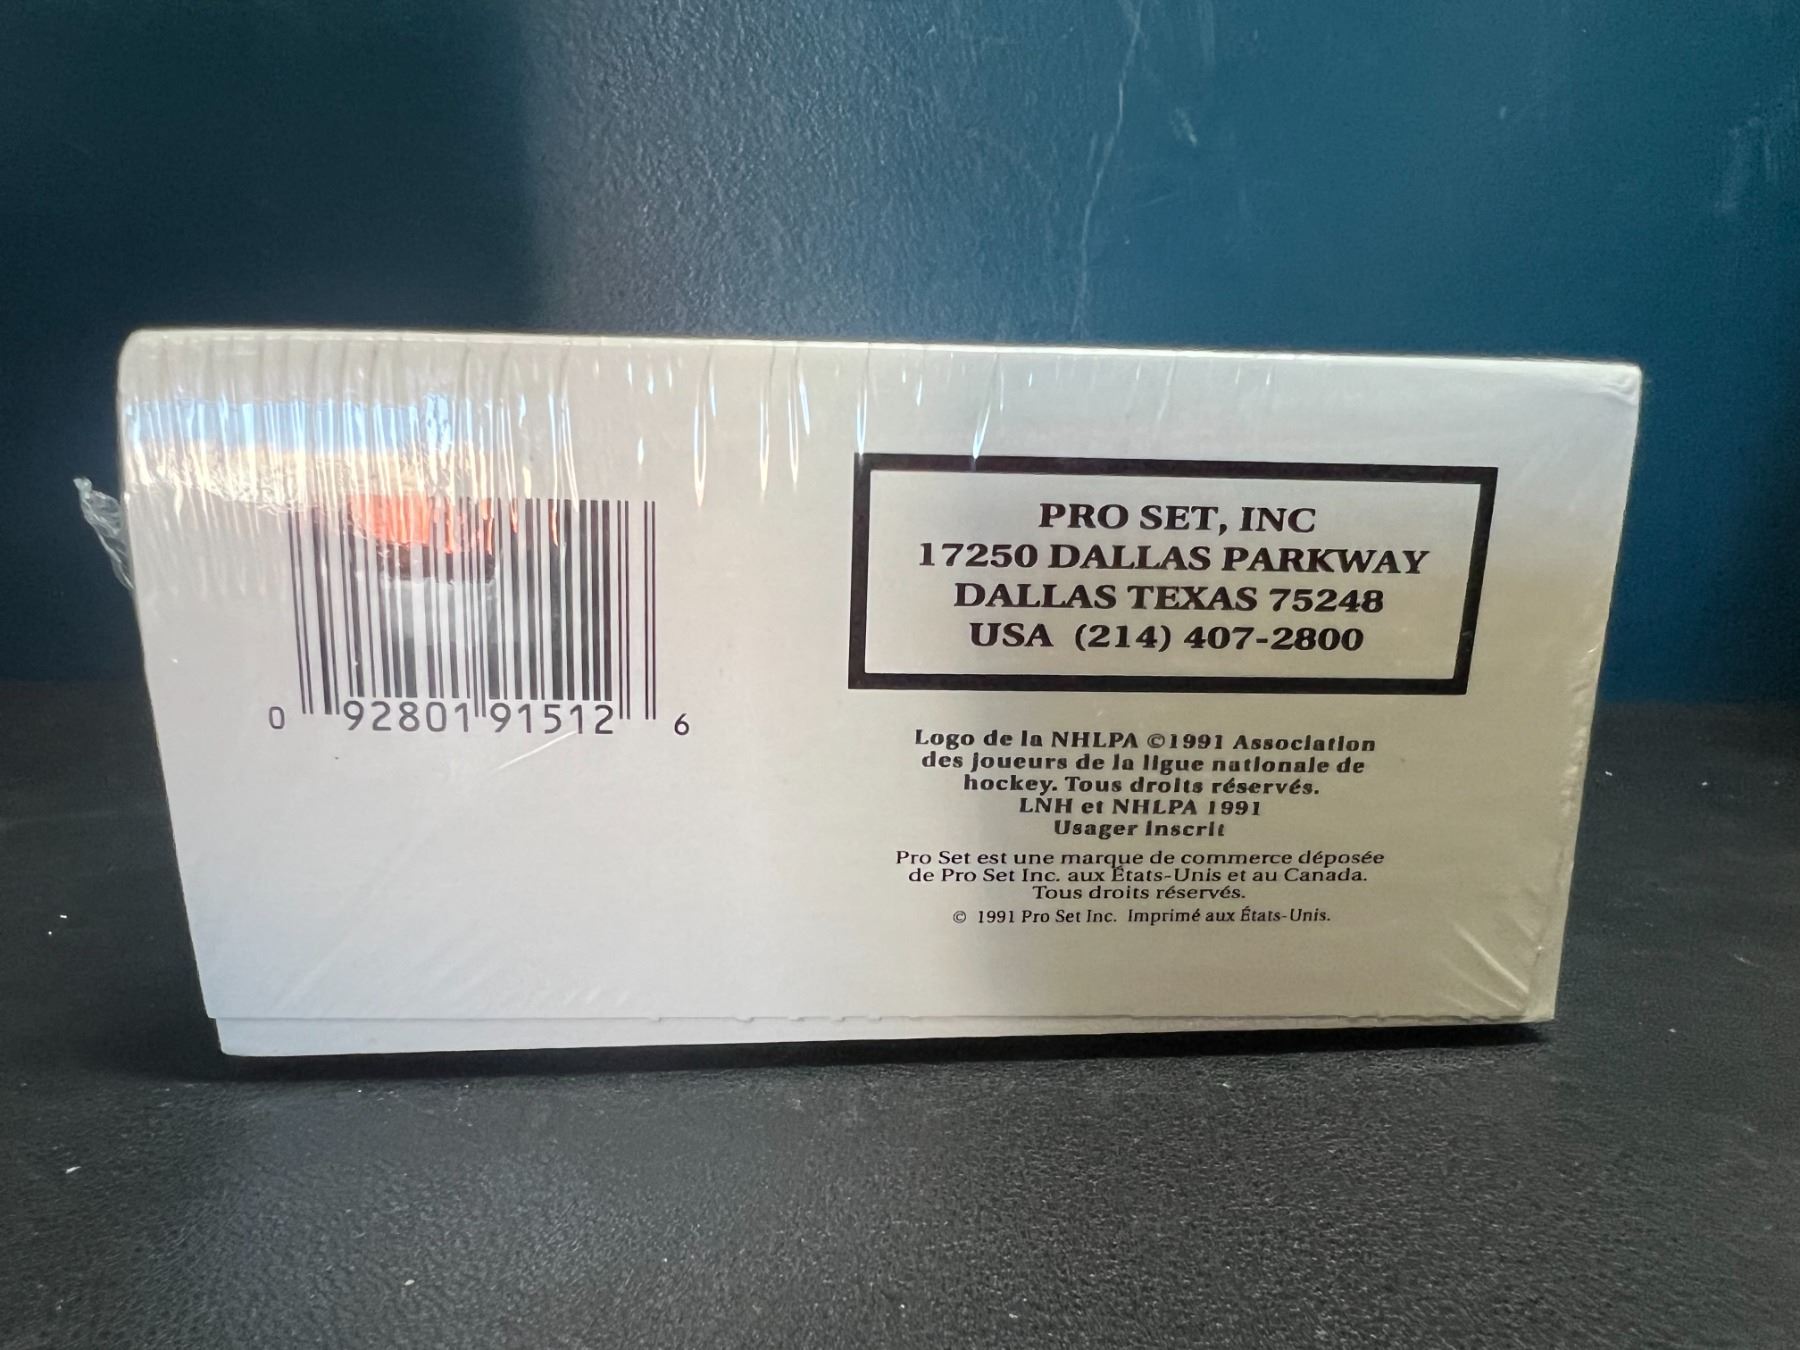 0 92801 91512 6
PRO SET, INC
17250 DALLAS PARKWAY
DALLAS TEXAS 75248
USA (214) 407-2800
Logo de la NHLPA ©1991 Association
des joueurs de la ligue nationale de
hockey. Tous droits réservés.
LNH et NHLPA 1991
Usager Inscrit
Pro Set est une marque de commerce déposée
de Pro Set Inc. aux États-Unis et au Canada.
Tous droits réservés.
© 1991 Pro Set Inc. Imprimé aux États-Unis.